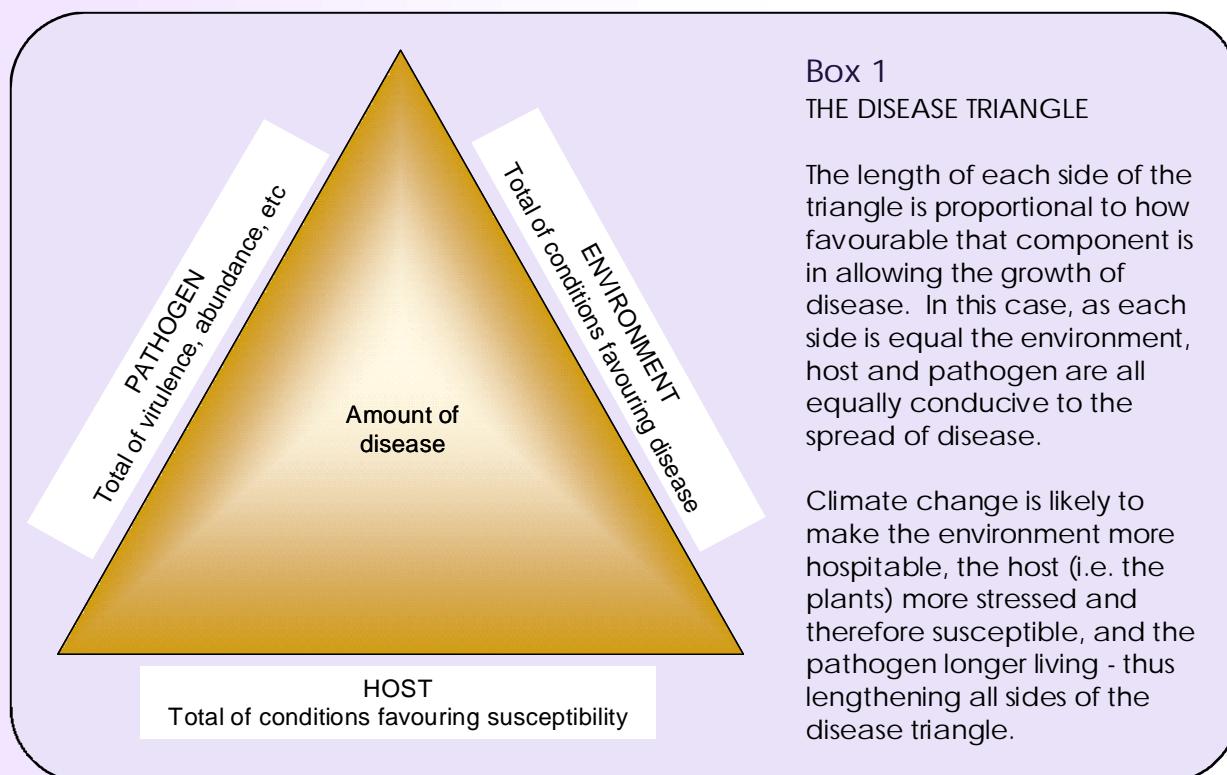 PATHOGEN
Total of virulence, abundance, etc
ENVIRONMENT
Total of conditions favouring disease
Amount of
disease
HOST
Total of conditions favouring susceptibility
Box 1
THE DISEASE TRIANGLE
The length of each side of the
triangle is proportional to how
favourable that component is
in allowing the growth of
disease. In this case, as each
side is equal the environment,
host and pathogen are all
equally conducive to the
spread of disease.
Climate change is likely to
make the environment more
hospitable, the host (i.e. the
plants) more stressed and
therefore susceptible, and the
pathogen longer living - thus
lengthening all sides of the
disease triangle.